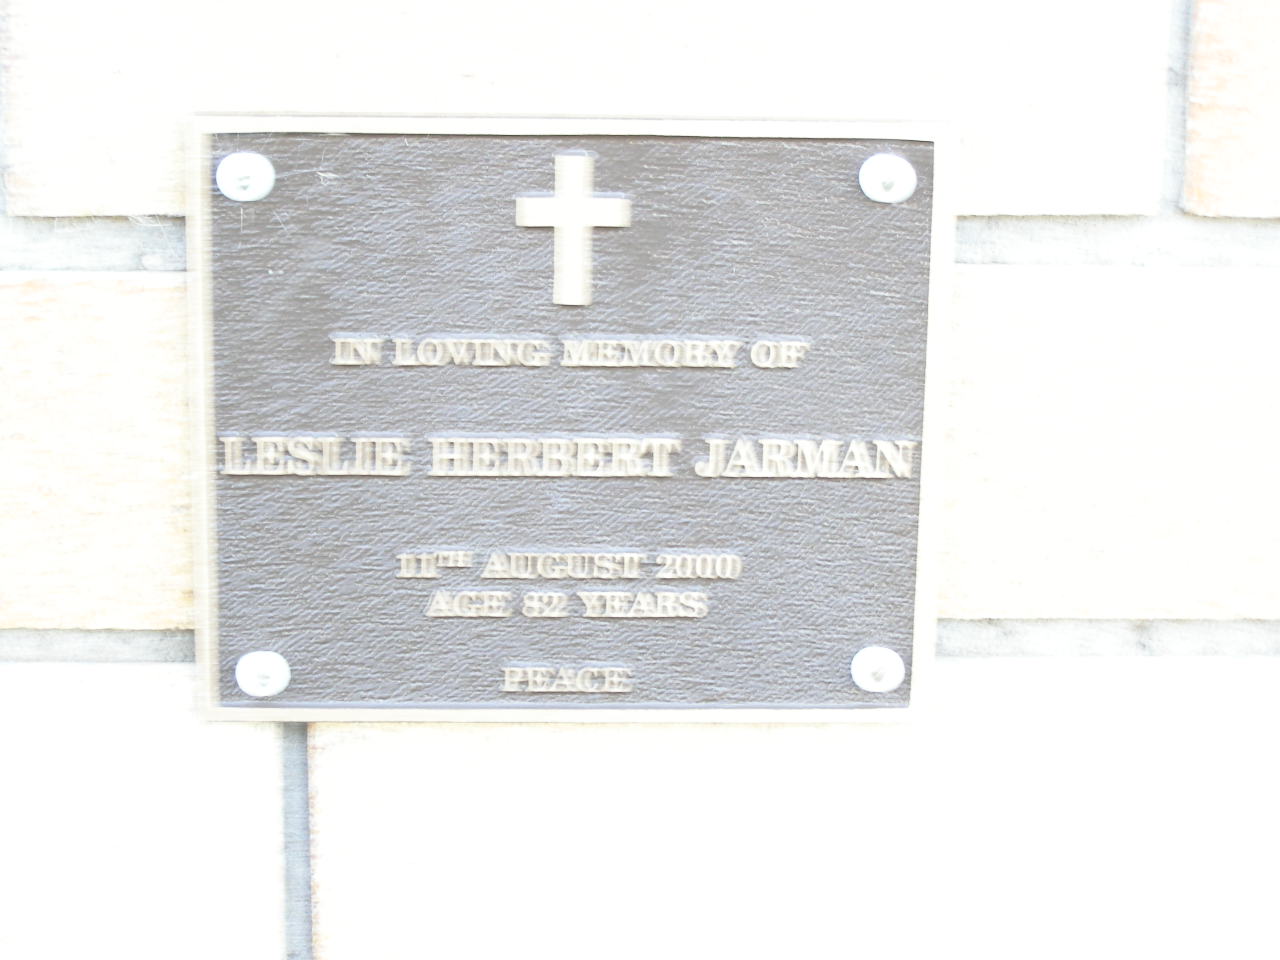 IN LOVING MEMORY OF
LESLIE HERBERT JARMAN
11TH AUGUST 2000
AGE 82 YEARS
PEACE